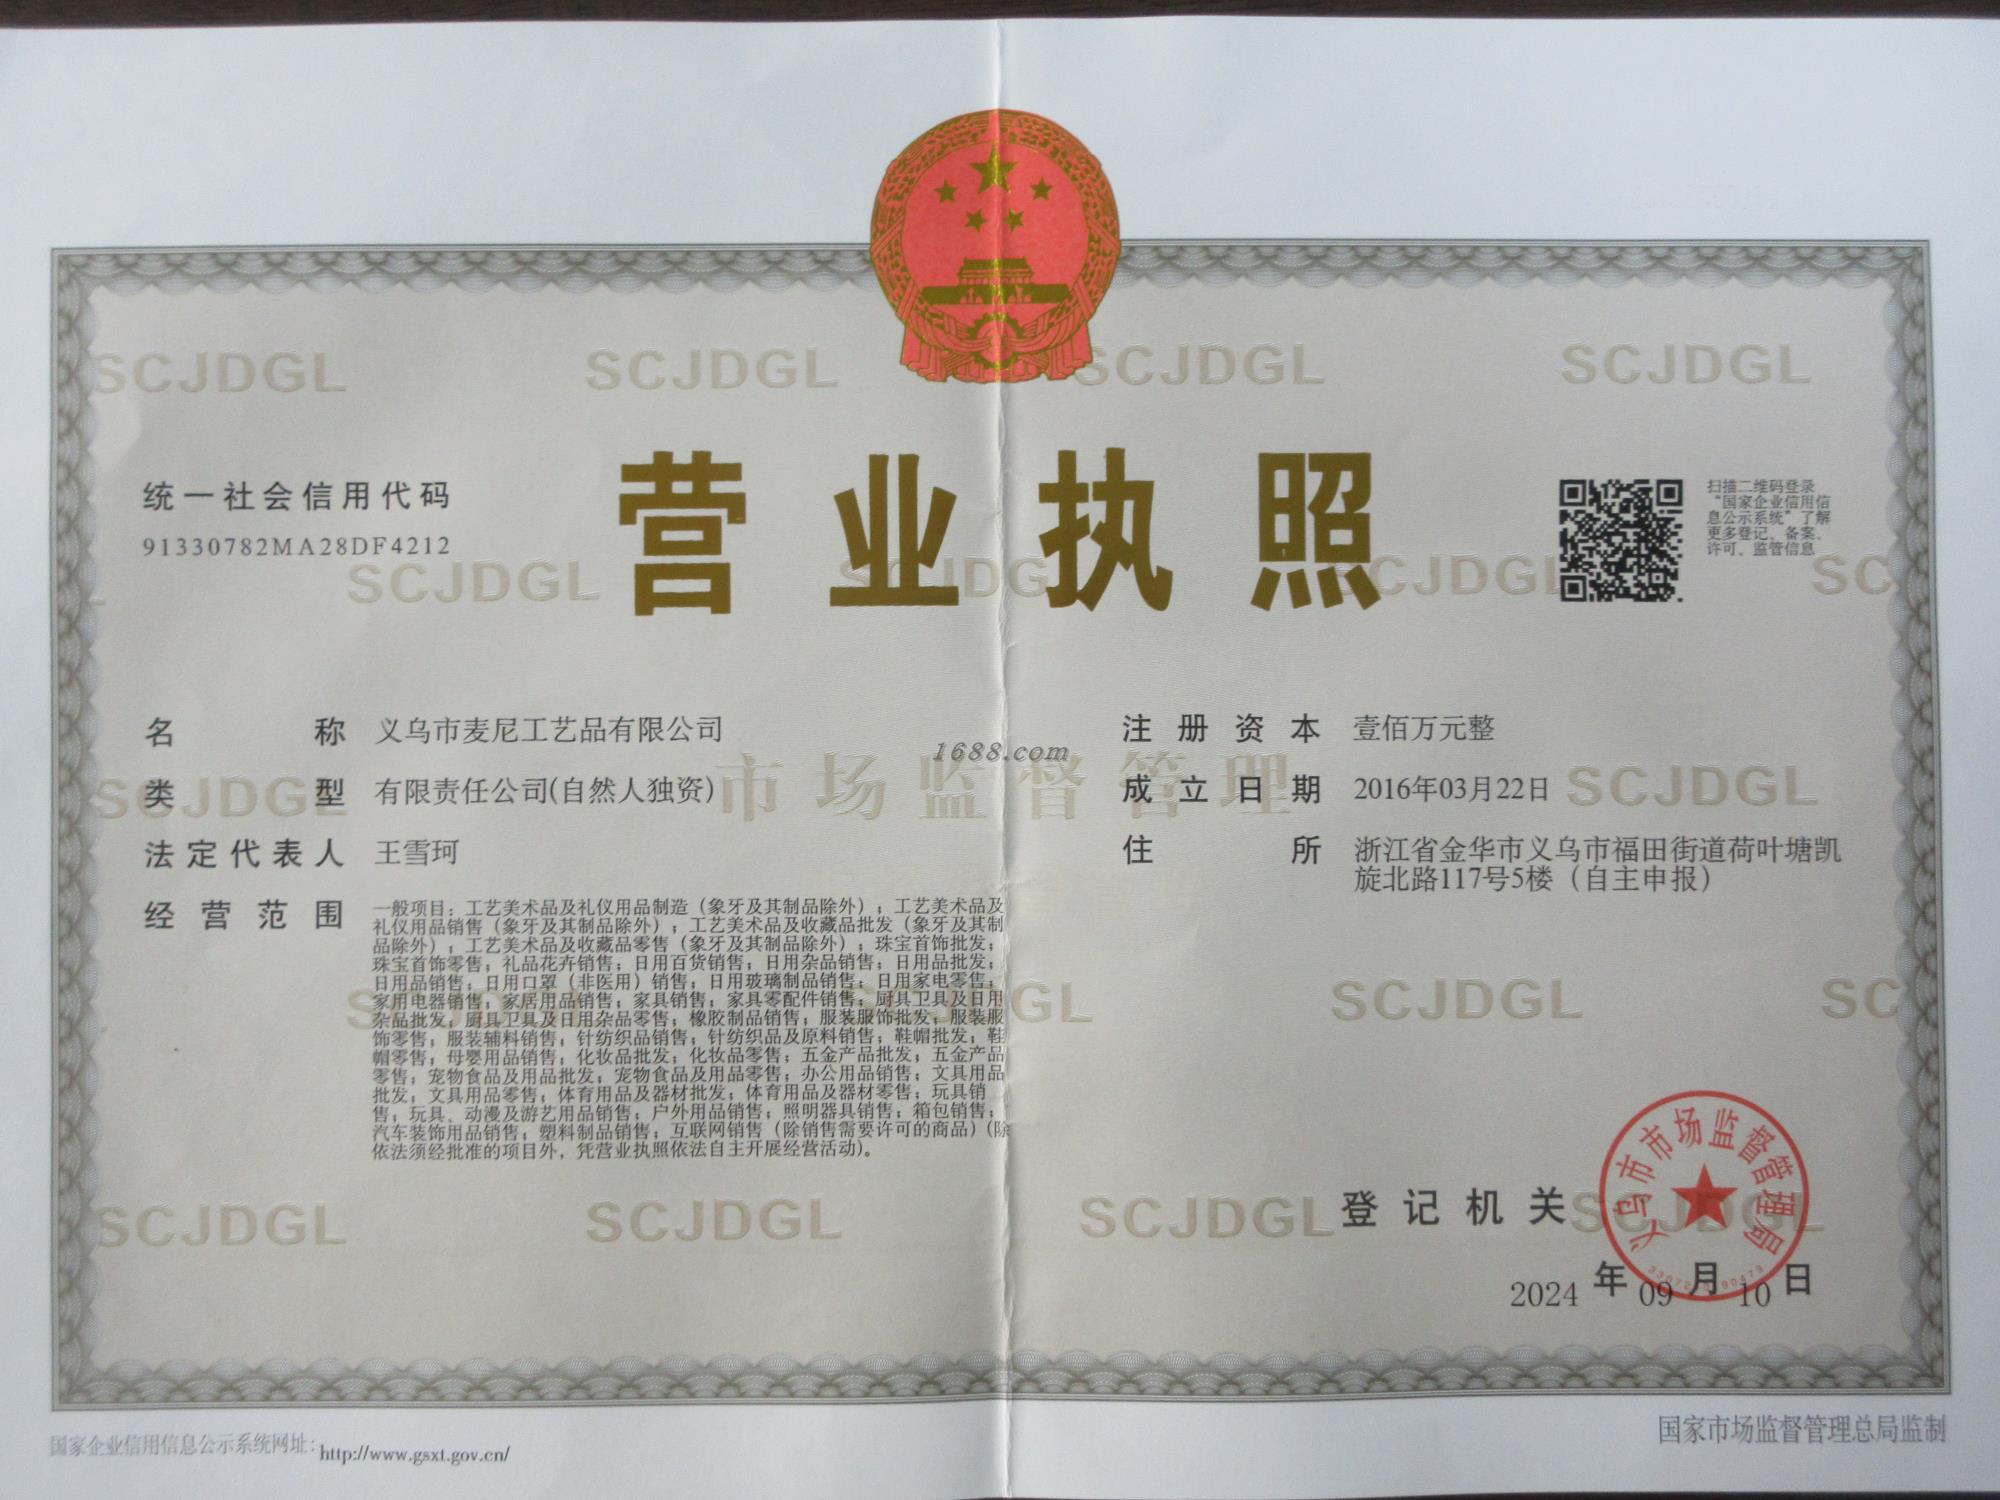 SCJDGL SCJDGL SCJDGL SCJDGL
营业执照
统一社会信用代码
91330782MA28DF4212
扫描二维码登录
“国家企业信用信
息公示系统”了解
更多登记、备案、
许可、监管信息
SCJDGL SCJDG CJDGL SC
名称 义乌市麦尼工艺品有限公司
类型 有限责任公司(自然人独资)
法定代表人 王雪珂
经营范围 一般项目：工艺美术品及礼仪用品制造（象牙及其制品除外）；工艺美术品及
礼仪用品销售（象牙及其制品除外）；工艺美术品及收藏品批发（象牙及其制
品除外）；工艺美术品及收藏品零售（象牙及其制品除外）；珠宝首饰批发；
珠宝首饰零售；礼品花卉销售；日用百货销售；日用杂品销售；日用品批发；
日用品销售；日用口罩（非医用）销售；日用玻璃制品销售；日用家电零售；
家用电器销售；家居用品销售；家具销售；家具零配件销售；厨具卫具及日用
杂品批发；厨具卫具及日用杂品零售；橡胶制品销售；服装服饰批发；服装服
饰零售；服装辅料销售；针纺织品销售；针纺织品及原料销售；鞋帽批发；鞋
帽零售；母婴用品销售；化妆品批发；化妆品零售；五金产品批发；五金产品
零售；宠物食品及用品批发；宠物食品及用品零售；办公用品销售；文具用品
批发；文具用品零售；体育用品及器材批发；体育用品及器材零售；玩具销
售；玩具、动漫及游艺用品销售；户外用品销售；照明器具销售；箱包销售；
汽车装饰用品销售；塑料制品销售；互联网销售（除销售需要许可的商品）(除
依法须经批准的项目外，凭营业执照依法自主开展经营活动)。
1688.com
市场监督管理
SCJDGL SCJDGL
注册资本 壹佰万元整
成立日期 2016年03月22日
住所 浙江省金华市义乌市福田街道荷叶塘凯
旋北路117号5楼（自主申报）
SCJDGL SC
SCJDGL SCJDGL SCJDGL SCJDGL
登记机关
义乌市市场监督管理局
2024年09月10日
国家企业信用信息公示系统网址：http://www.gsxt.gov.cn/
国家市场监督管理总局监制